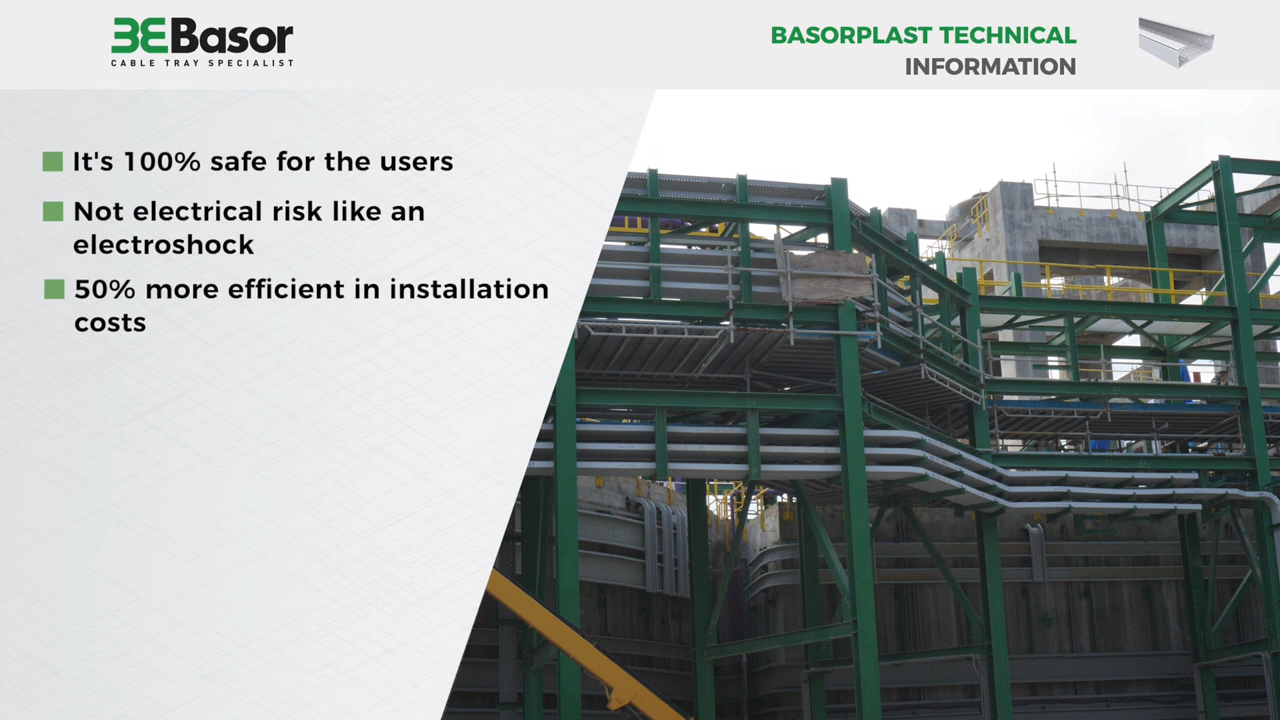 Basor
CABLE TRAY SPECIALIST
BASORPLAST TECHNICAL
INFORMATION
It's 100% safe for the users
Not electrical risk like an
electroshock
50% more efficient in installation
costs